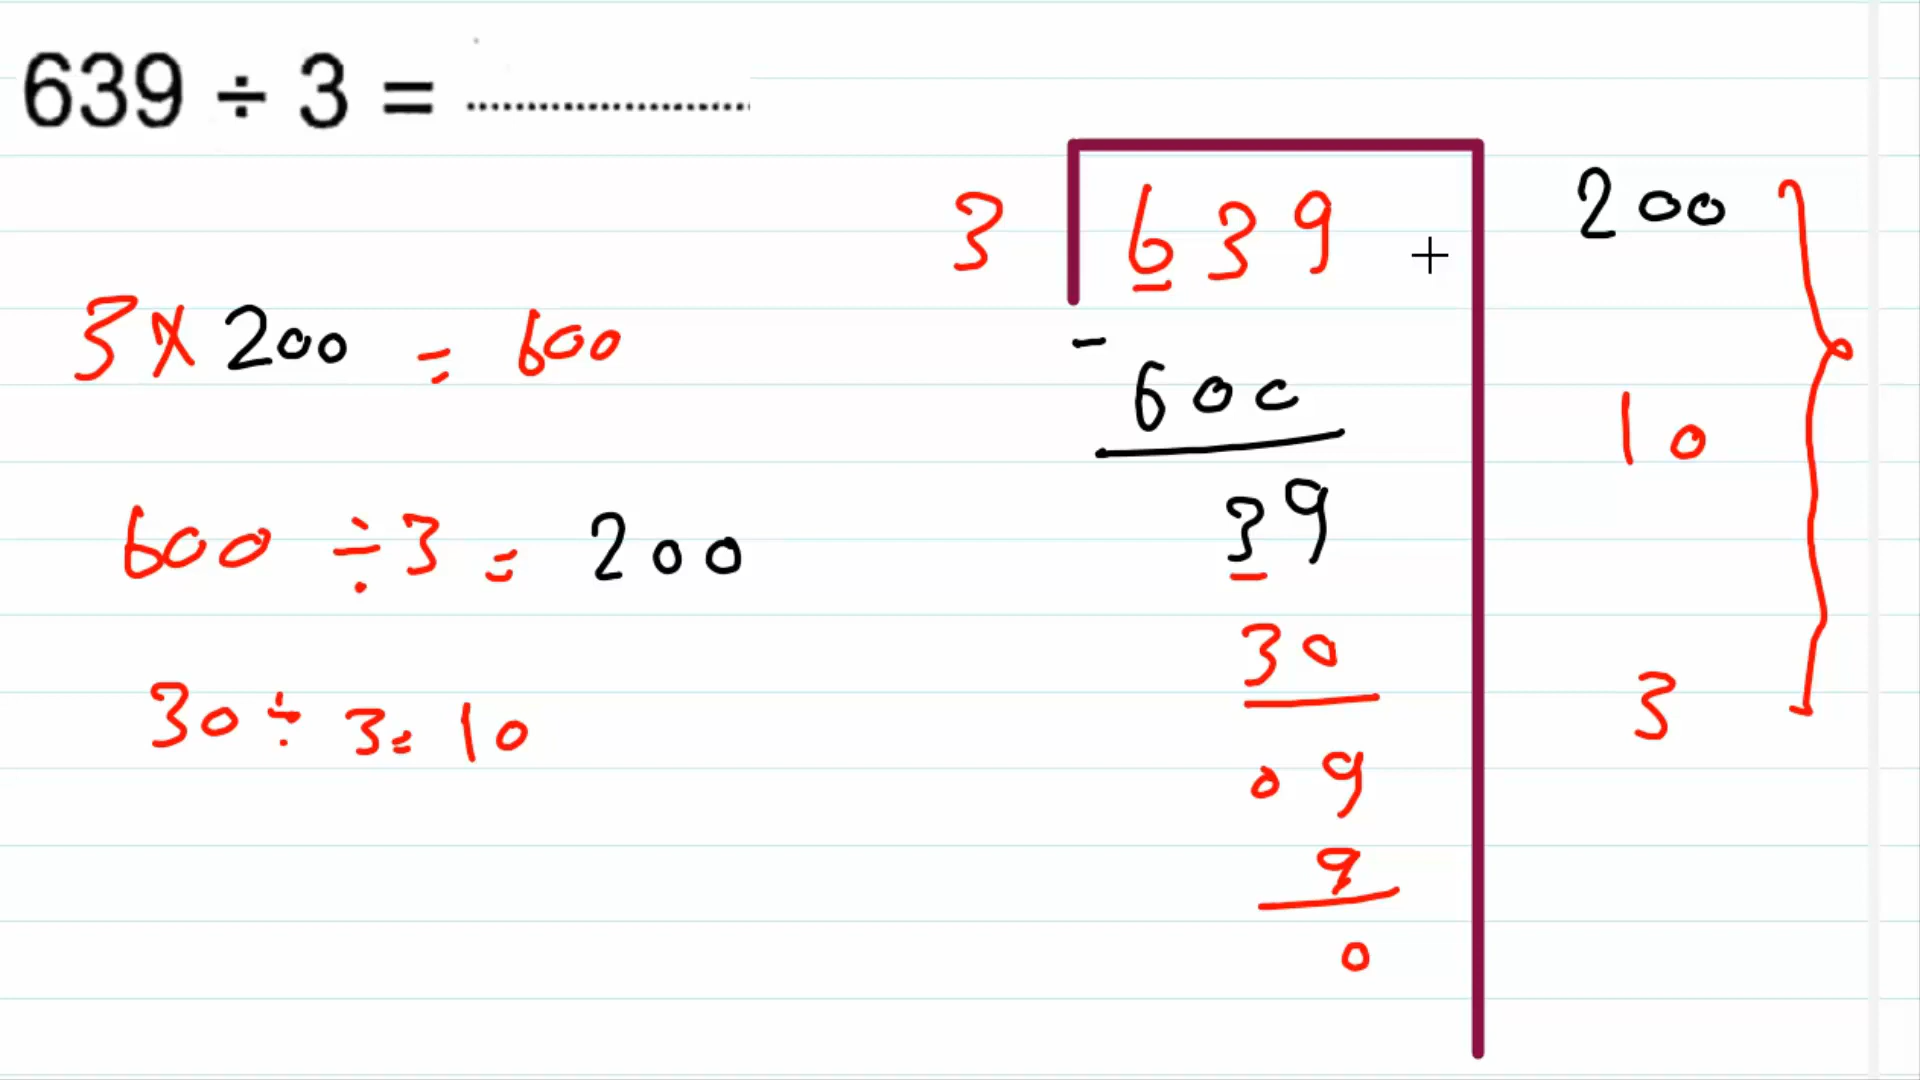 639 ÷ 3 = ........................
3 639 200
3 × 200 = 600
- 600
10
39
600 ÷ 3 = 200
30
3
30 ÷ 3 = 10
09
9
0